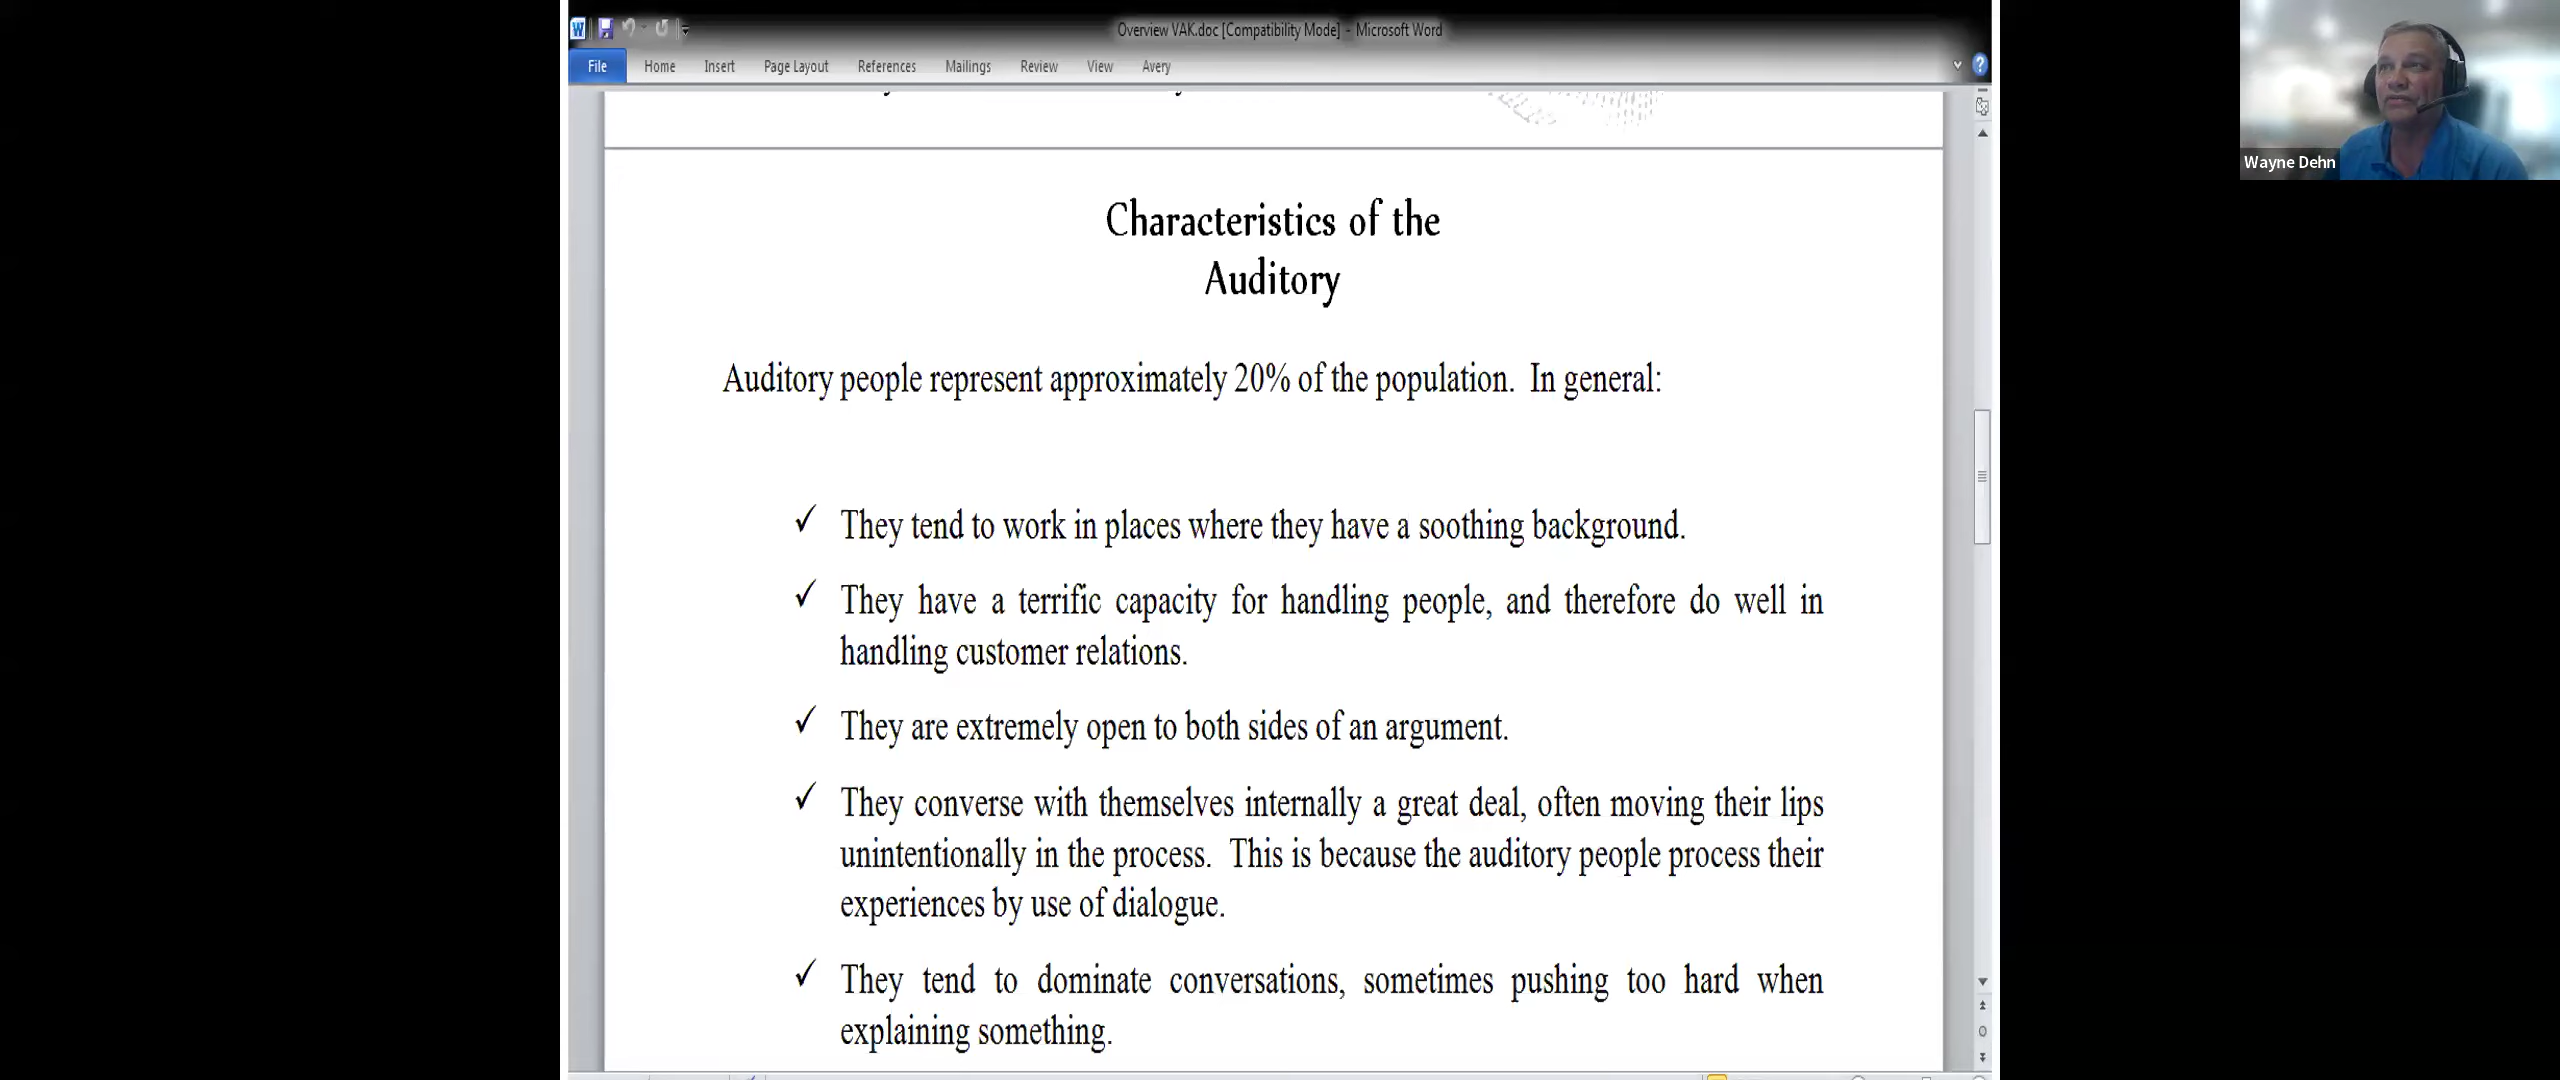 Overview VAK.doc [Compatibility Mode] - Microsoft Word
File Home Insert Page Layout References Mailings Review View Avery
Wayne Dehn
Characteristics of the
Auditory
Auditory people represent approximately 20% of the population.  In general:
✓ They tend to work in places where they have a soothing background.
✓ They have a terrific capacity for handling people, and therefore do well in
handling customer relations.
✓ They are extremely open to both sides of an argument.
✓ They converse with themselves internally a great deal, often moving their lips
unintentionally in the process.  This is because the auditory people process their
experiences by use of dialogue.
✓ They tend to dominate conversations, sometimes pushing too hard when
explaining something.